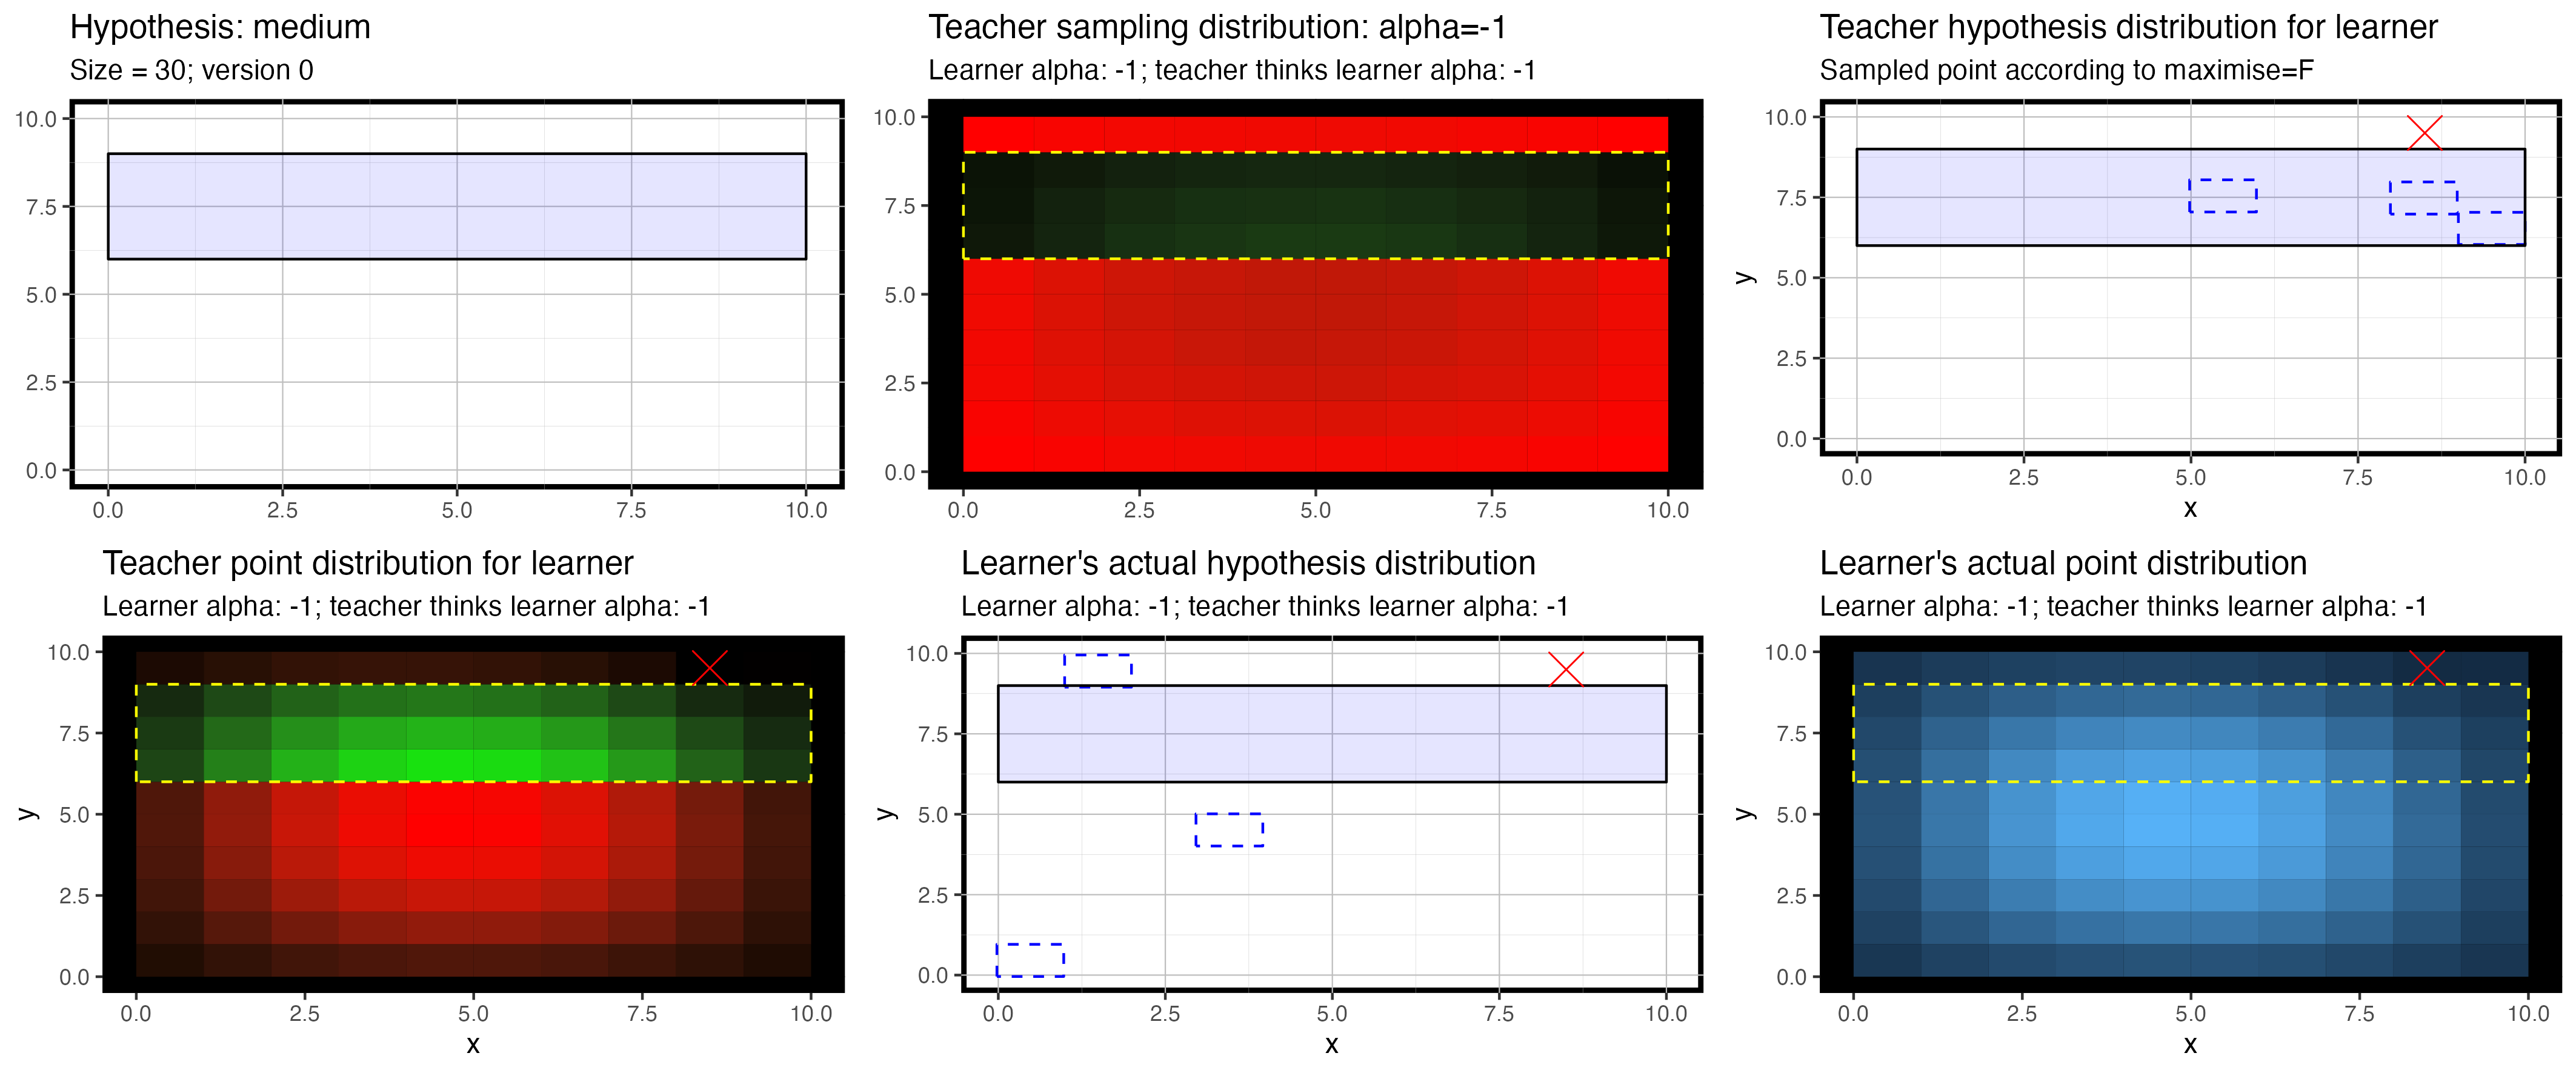 Hypothesis: medium
Size = 30; version 0
10.0
7.5
5.0
2.5
0.0
0.0 2.5 5.0 7.5 10.0
Teacher sampling distribution: alpha=-1
Learner alpha: -1; teacher thinks learner alpha: -1
10.0
7.5
5.0
2.5
0.0
0.0 2.5 5.0 7.5 10.0
Teacher hypothesis distribution for learner
Sampled point according to maximise=F
y
10.0
7.5
5.0
2.5
0.0
0.0 2.5 5.0 7.5 10.0
x
Teacher point distribution for learner
Learner alpha: -1; teacher thinks learner alpha: -1
y
10.0
7.5
5.0
2.5
0.0
0.0 2.5 5.0 7.5 10.0
x
Learner's actual hypothesis distribution
Learner alpha: -1; teacher thinks learner alpha: -1
y
10.0
7.5
5.0
2.5
0.0
0.0 2.5 5.0 7.5 10.0
x
Learner's actual point distribution
Learner alpha: -1; teacher thinks learner alpha: -1
y
10.0
7.5
5.0
2.5
0.0
0.0 2.5 5.0 7.5 10.0
x